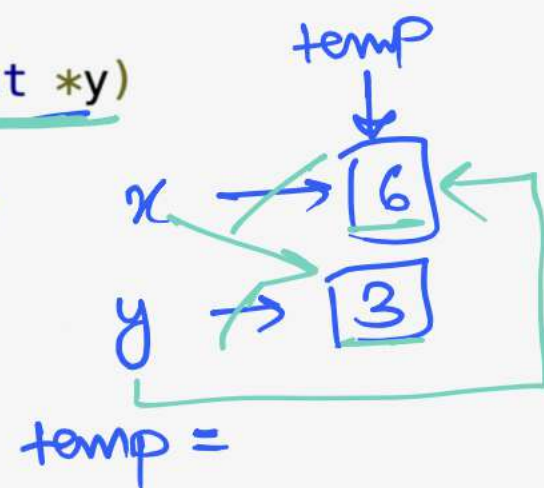 t *y)
temp
x 6
y 3
temp =